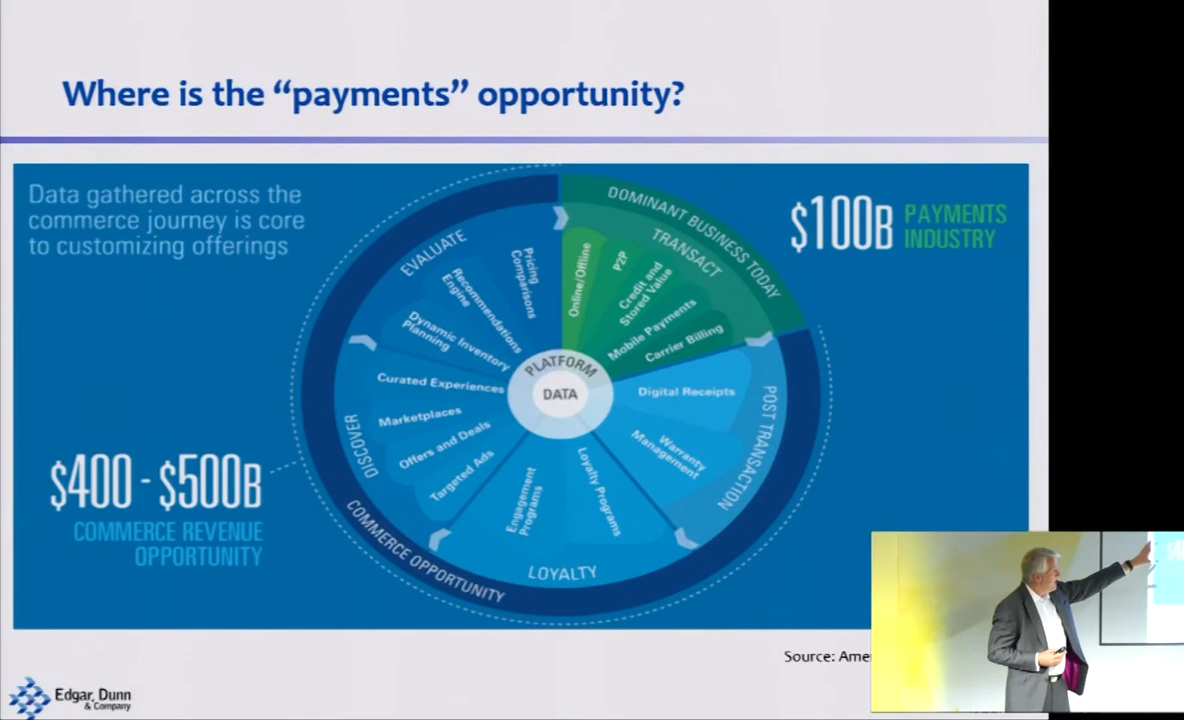 Where is the “payments” opportunity?
Data gathered across the
commerce journey is core
to customizing offerings
$100B
PAYMENTS
INDUSTRY
$400 - $500B
COMMERCE REVENUE
OPPORTUNITY
DOMINANT BUSINESS TODAY
TRANSACT
Online/Offline
P2P
Credit and
Stored Value
Mobile Payments
Carrier Billing
POST TRANSACTION
Digital Receipts
Warranty
Management
LOYALTY
Loyalty Programs
Engagement
Programs
COMMERCE OPPORTUNITY
DISCOVER
Targeted Ads
Offers and Deals
Marketplaces
Curated Experiences
EVALUATE
Dynamic Inventory
Planning
Recommendations
Engine
Pricing
Comparisons
PLATFORM
DATA
Source:
Edgar, Dunn
& Company